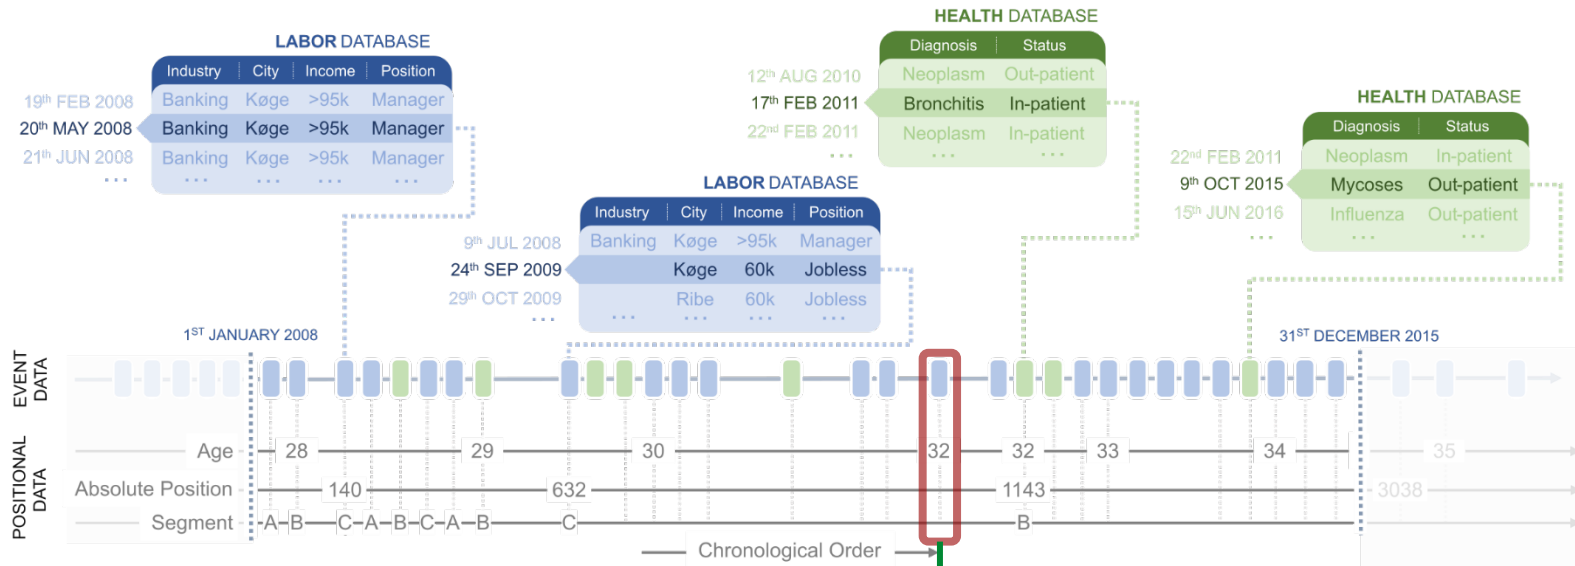 HEALTH DATABASE
Diagnosis Status
12th AUG 2010 Neoplasm Out-patient
17th FEB 2011 Bronchitis In-patient
22nd FEB 2011 Neoplasm In-patient
... ... ...
LABOR DATABASE
Industry City Income Position
19th FEB 2008 Banking Køge >95k Manager
20th MAY 2008 Banking Køge >95k Manager
21th JUN 2008 Banking Køge >95k Manager
... ... ... ... ...
HEALTH DATABASE
Diagnosis Status
22nd FEB 2011 Neoplasm In-patient
9th OCT 2015 Mycoses Out-patient
15th JUN 2016 Influenza Out-patient
... ... ...
LABOR DATABASE
Industry City Income Position
9th JUL 2008 Banking Køge >95k Manager
24th SEP 2009 Køge 60k Jobless
29th OCT 2009 Ribe 60k Jobless
... ... ... ... ...
1ST JANUARY 2008
31ST DECEMBER 2015
EVENT
DATA
POSITIONAL
DATA
Age 28 29 30 32 32 33 34 35
Absolute Position 140 632 1143 3038
Segment A B C A B C A B C B
Chronological Order